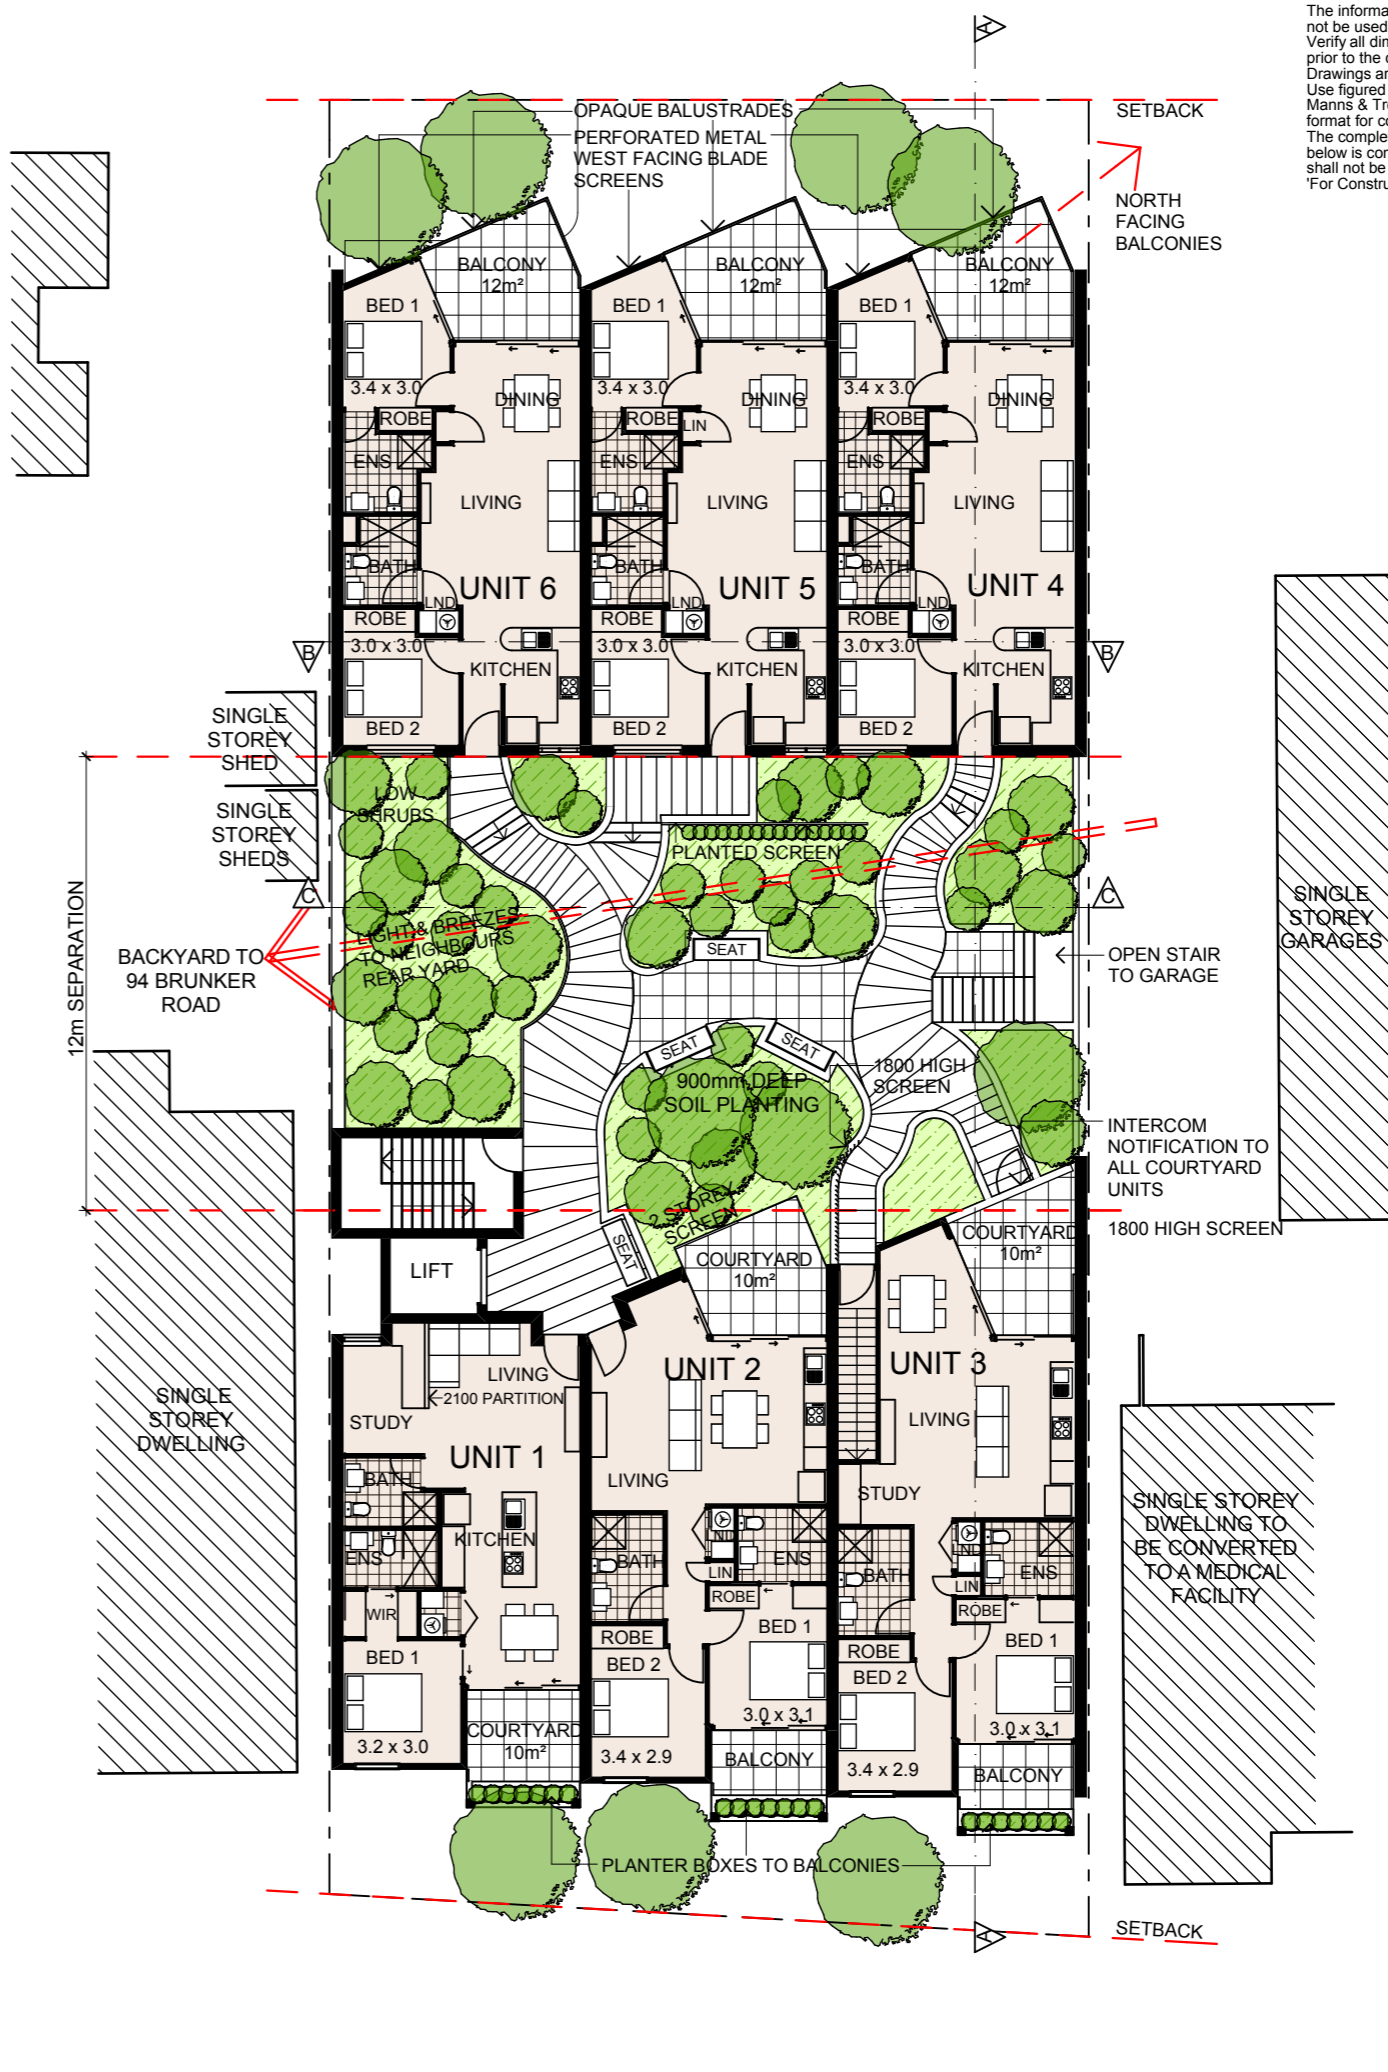 The informa
not be used
Verify all dim
prior to the c
Drawings ar
Use figured
Manns & Tr
format for co
The comple
below is con
shall not be
'For Constru
A
SETBACK
OPAQUE BALUSTRADES
PERFORATED METAL
WEST FACING BLADE
SCREENS
NORTH
FACING
BALCONIES
BALCONY
12m²
BALCONY
12m²
BALCONY
12m²
BED 1
BED 1
BED 1
3.4 x 3.0
3.4 x 3.0
3.4 x 3.0
DINING
DINING
DINING
ROBE
ROBE
LIN
ROBE
ENS
ENS
ENS
LIVING
LIVING
LIVING
BATH
BATH
BATH
UNIT 6
UNIT 5
UNIT 4
LND
LND
LND
ROBE
ROBE
ROBE
3.0 x 3.0
3.0 x 3.0
3.0 x 3.0
B
B
KITCHEN
KITCHEN
KITCHEN
BED 2
BED 2
BED 2
SINGLE
STOREY
SHED
SINGLE
STOREY
SHEDS
LOW
SHRUBS
PLANTED SCREEN
C
C
12m SEPARATION
LIGHT & BREEZES
TO NEIGHBOURS
REAR YARD
BACKYARD TO
94 BRUNKER
ROAD
SEAT
OPEN STAIR
TO GARAGE
SINGLE
STOREY
GARAGES
SEAT
SEAT
900mm DEEP
SOIL PLANTING
1800 HIGH
SCREEN
INTERCOM
NOTIFICATION TO
ALL COURTYARD
UNITS
2 STOREY
SCREEN
1800 HIGH SCREEN
SEAT
LIFT
COURTYARD
10m²
COURTYARD
10m²
UNIT 2
UNIT 3
LIVING
2100 PARTITION
STUDY
UNIT 1
LIVING
LIVING
STUDY
SINGLE
STOREY
DWELLING
BATH
KITCHEN
ENS
WIR
BED 1
3.2 x 3.0
COURTYARD
10m²
BATH
ND
LIN
ENS
ROBE
ROBE
BED 1
BED 2
3.0 x 3.1
3.4 x 2.9
BALCONY
BATH
LND
LIN
ENS
ROBE
ROBE
BED 1
BED 2
3.0 x 3.1
3.4 x 2.9
BALCONY
SINGLE STOREY
DWELLING TO
BE CONVERTED
TO A MEDICAL
FACILITY
PLANTER BOXES TO BALCONIES
SETBACK
A